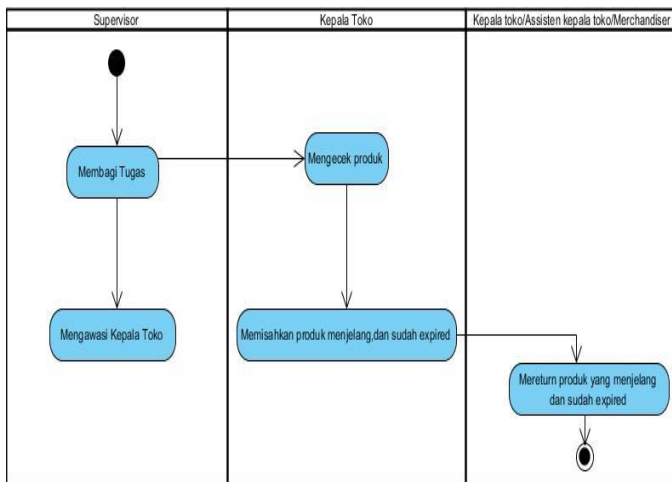 Supervisor
Kepala Toko
Kepala toko/Assisten kepala toko/Merchandiser
Membagi Tugas
Mengecek produk
Mengawasi Kepala Toko
Memisahkan produk menjelang,dan sudah expired
Mereturn produk yang menjelang
dan sudah expired